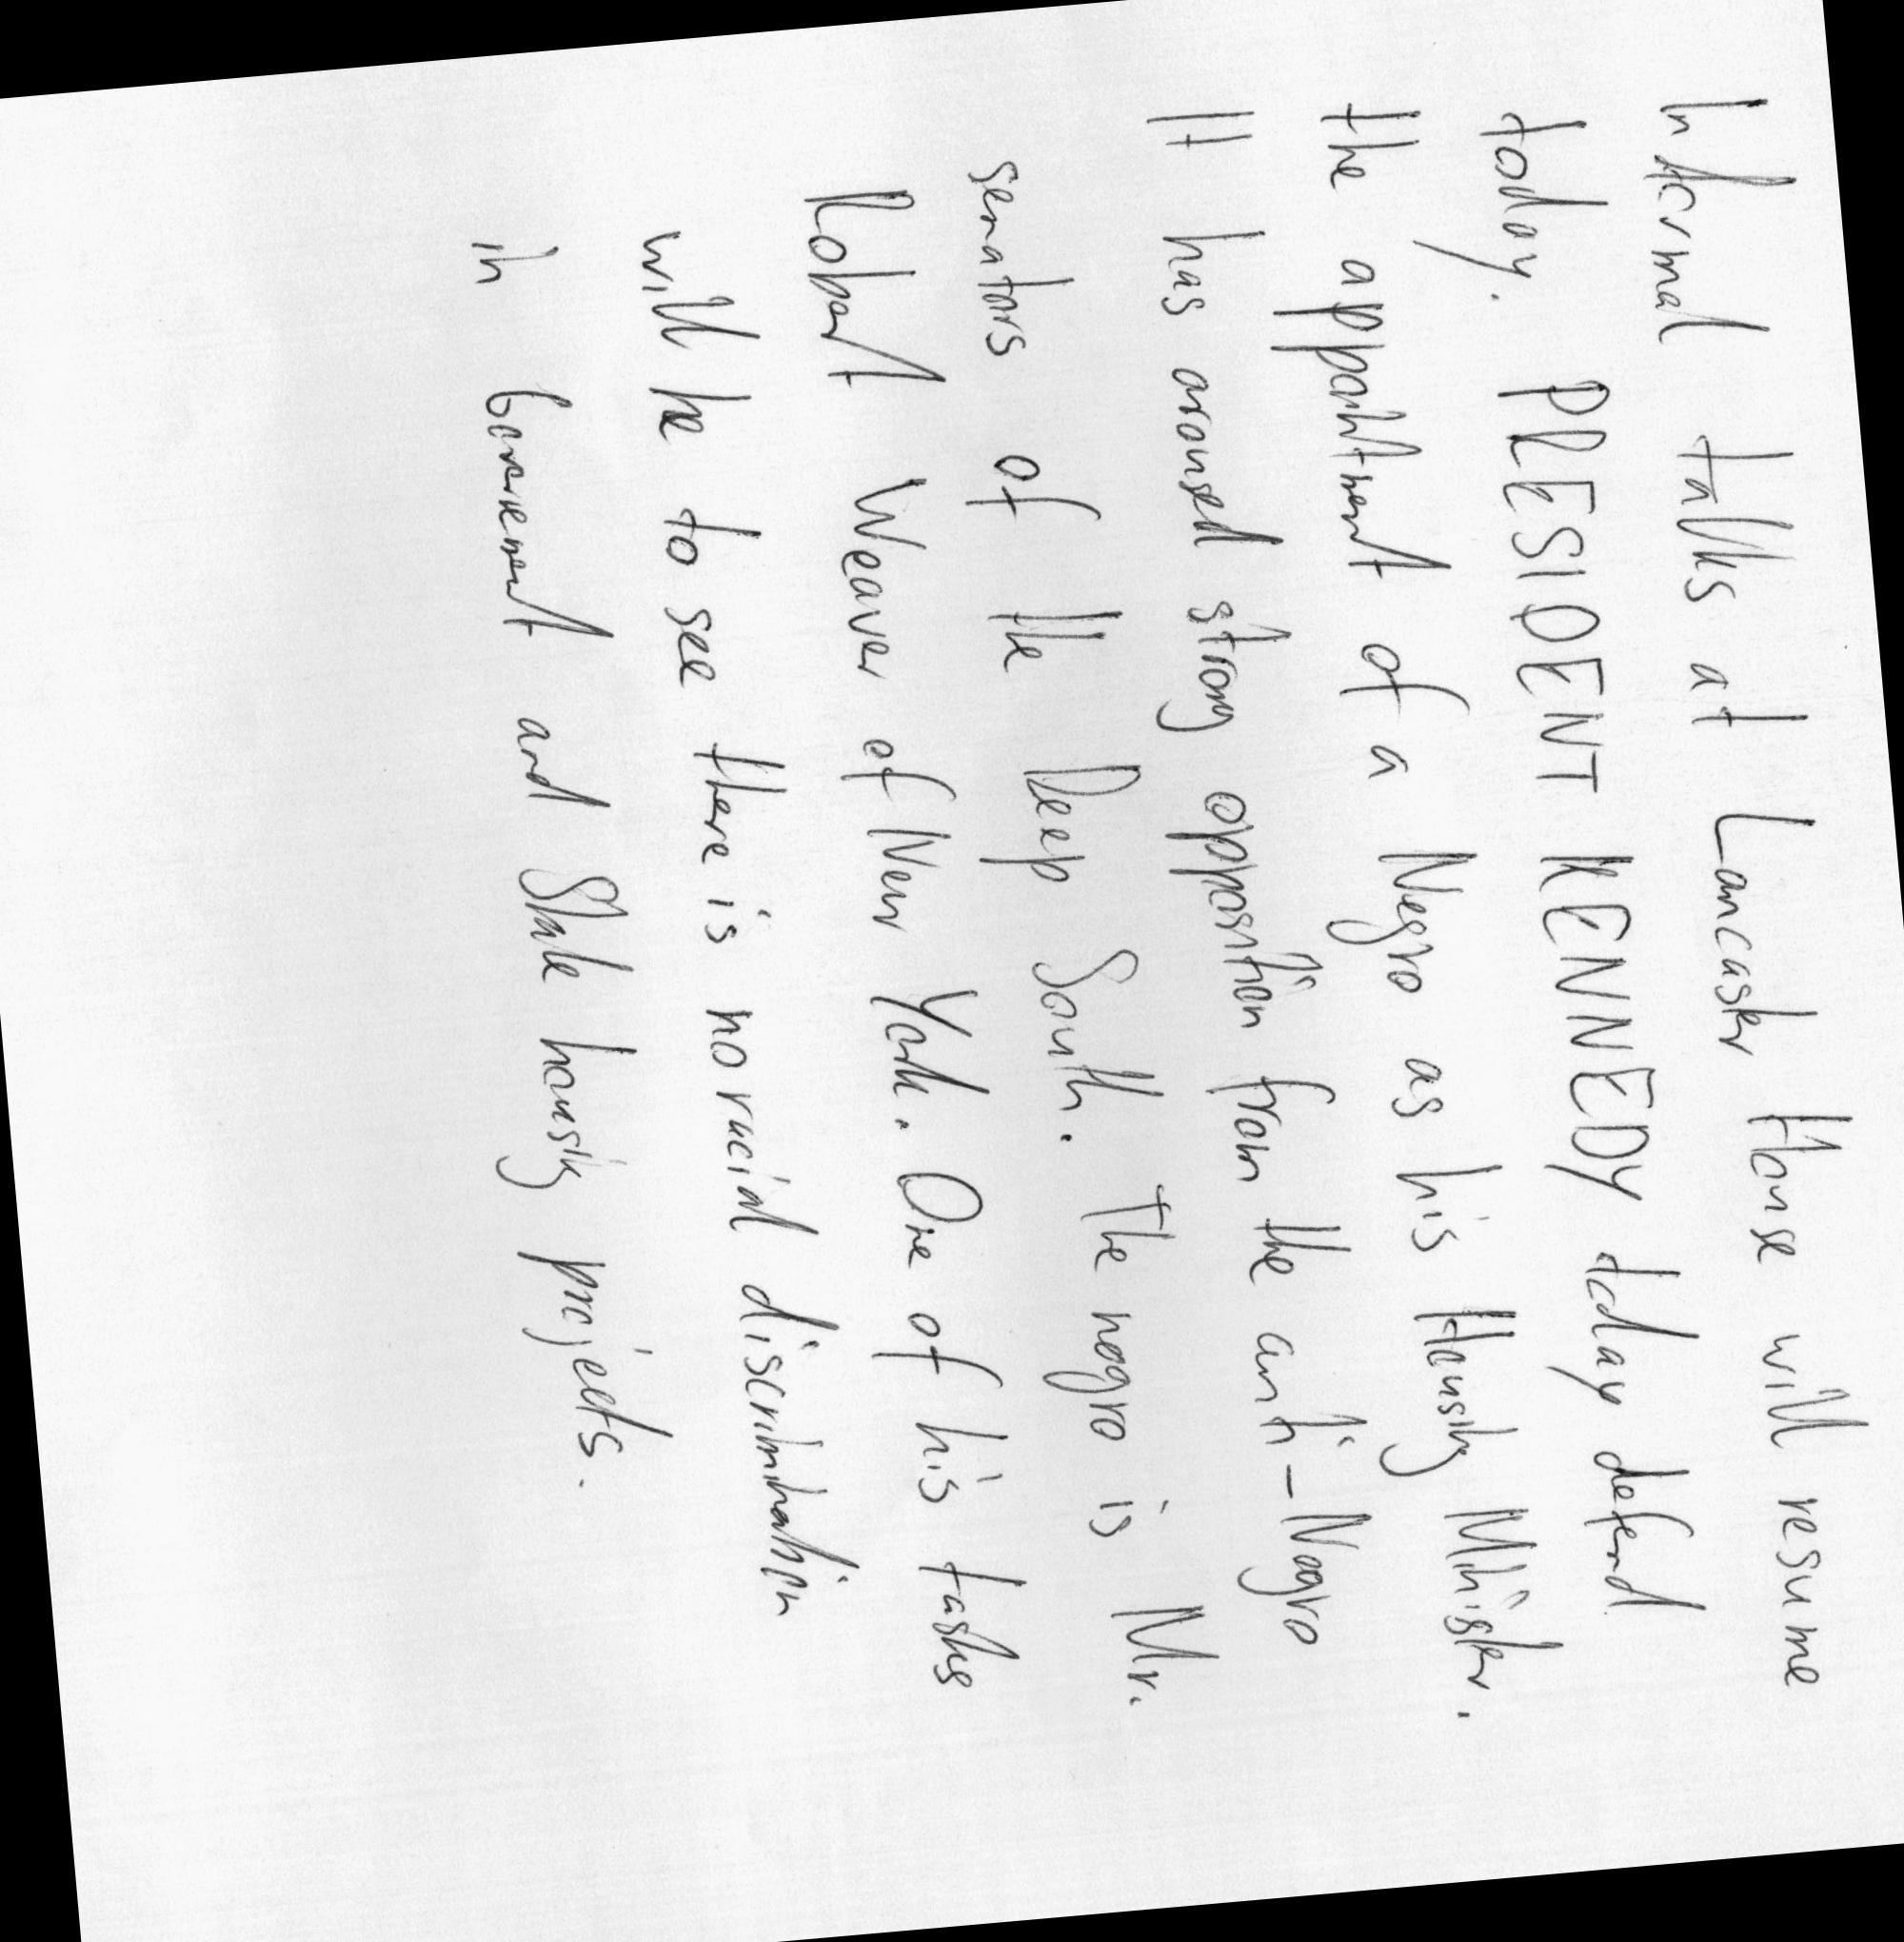 Informal talks at Lancaster House will resume
today. PRESIDENT KENNEDY today defend
the appointment of a Negro as his Housing Minister.
It has aroused strong opposition from the anti-Nogro
senators of the Deep South. The nogro is Mr.
Robert Weaver of New York. One of his tasks
will be to see there is no racial discrimination
in Government and State housing projects.